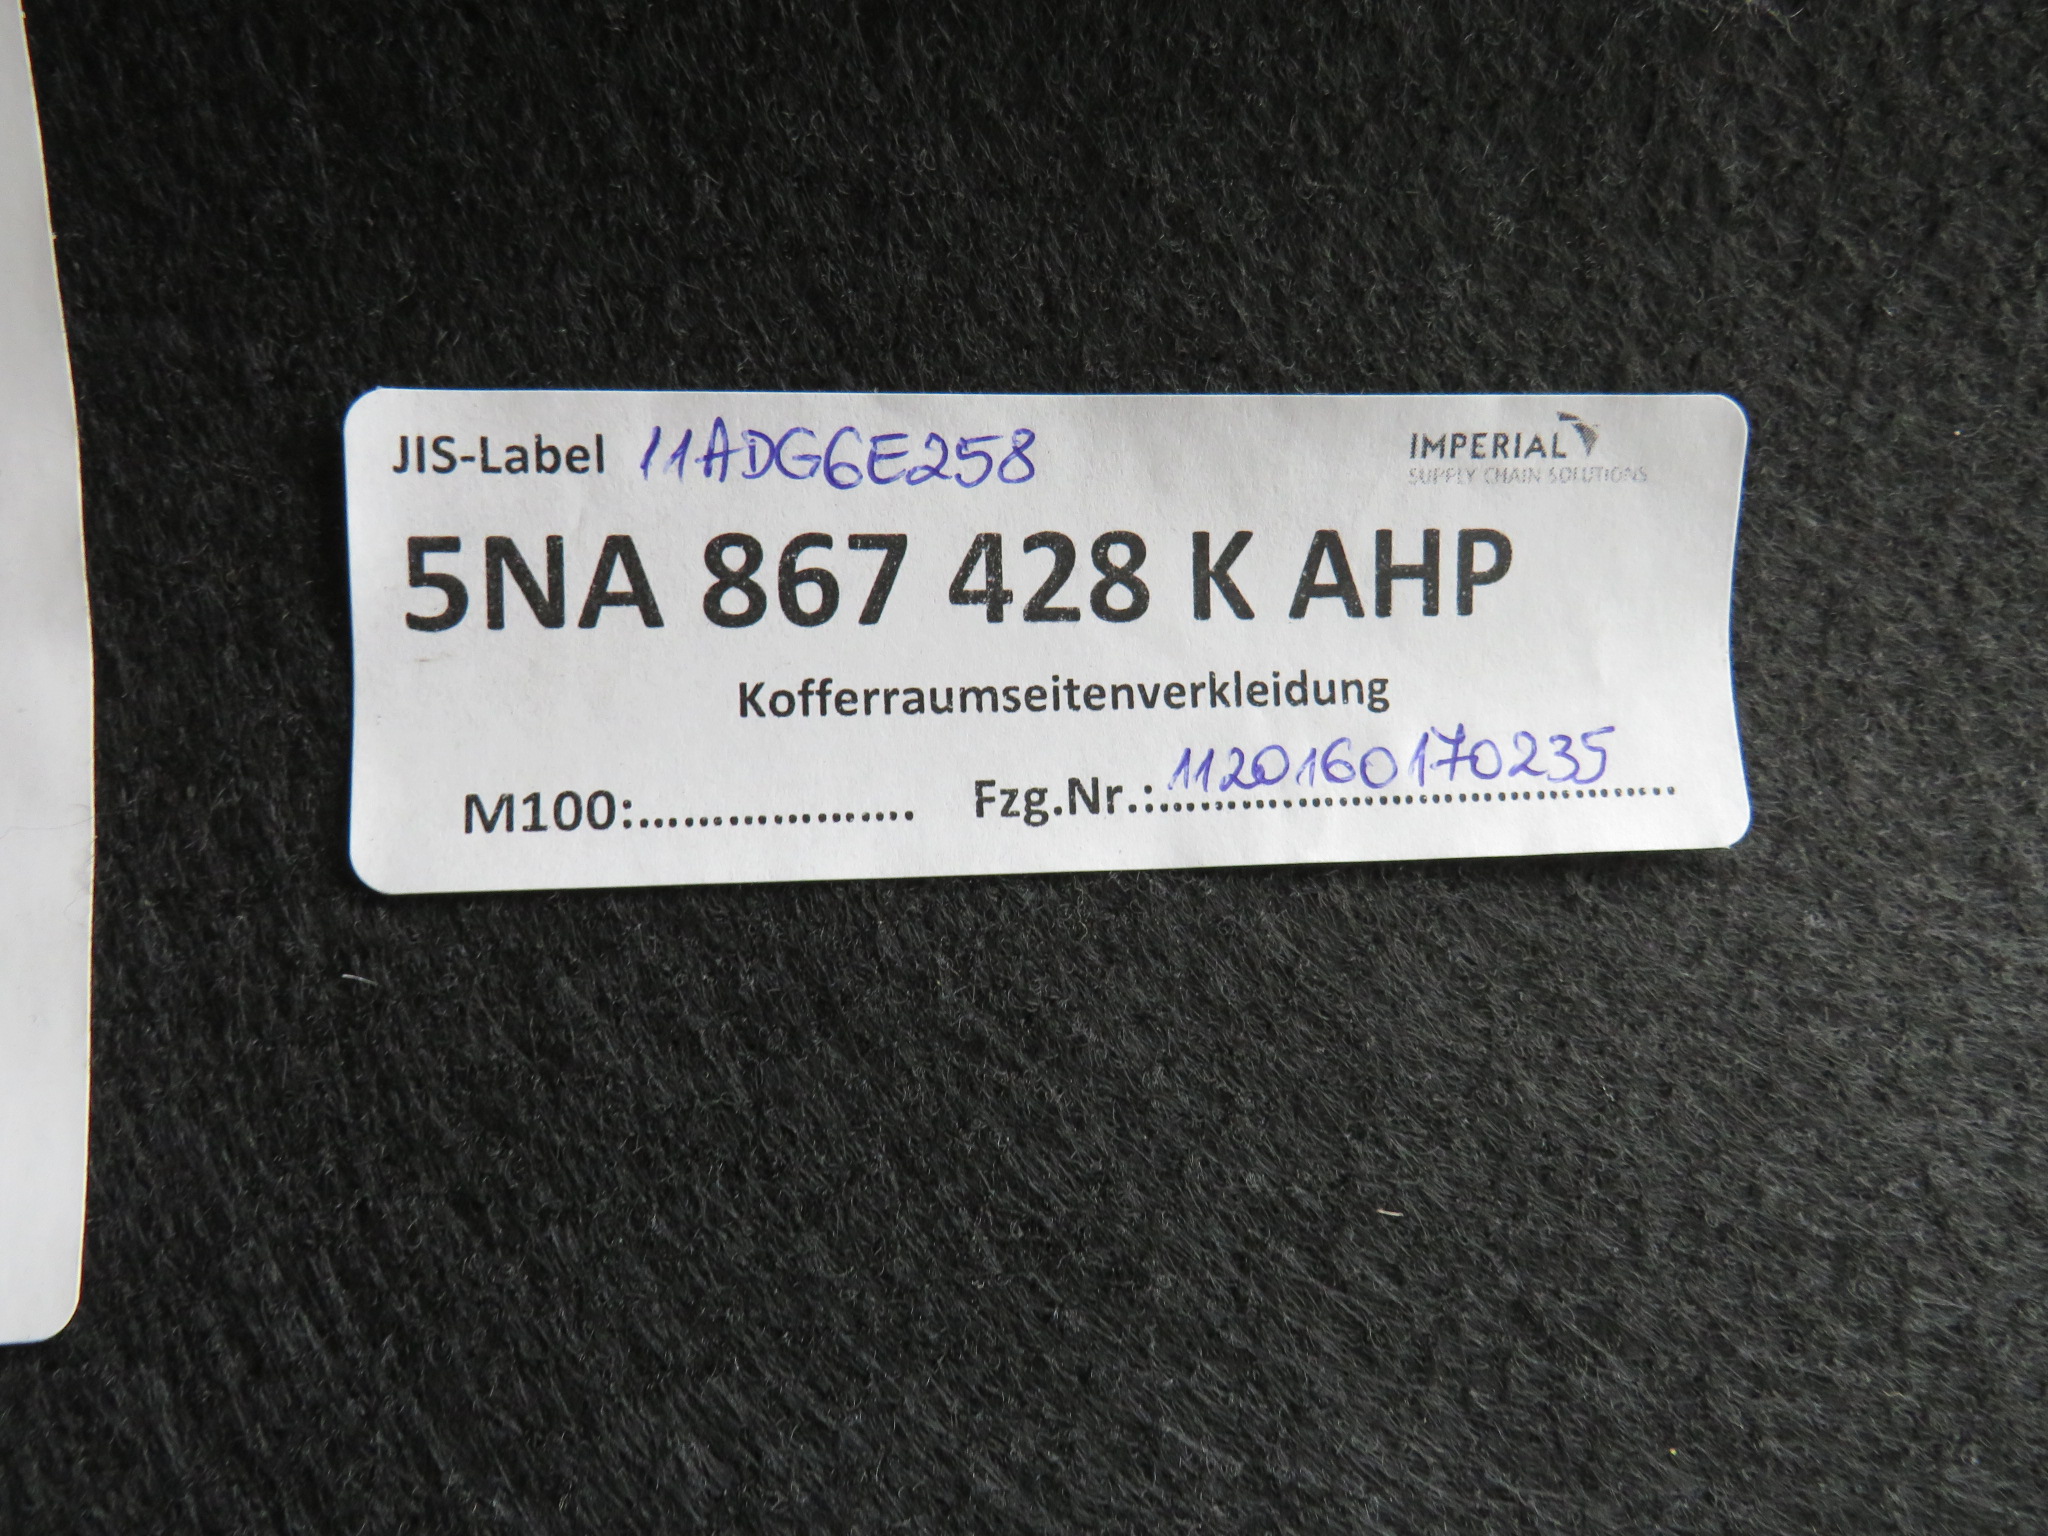 JIS-Label 11ADG6E258
IMPERIAL
SUPPLY CHAIN SOLUTIONS
5NA 867 428 K AHP
Kofferraumseitenverkleidung
M100:................... Fzg.Nr.: 1120160170235